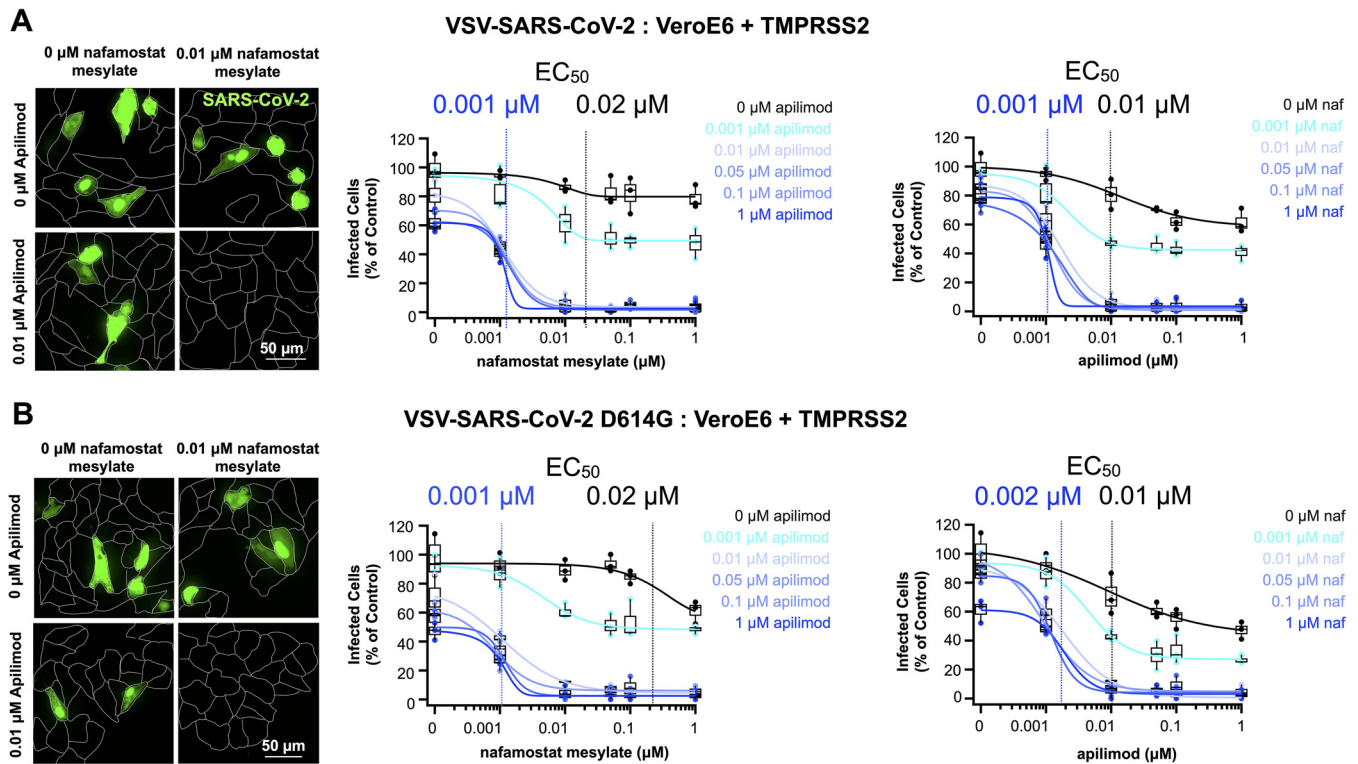 A
VSV-SARS-CoV-2 : VeroE6 + TMPRSS2
0 µM nafamostat mesylate
0.01 µM nafamostat mesylate
0 µM Apilimod
0.01 µM Apilimod
SARS-CoV-2
50 µm
EC50
0.001 µM
0.02 µM
Infected Cells
(% of Control)
120
100
80
60
40
20
0
0
0.001
0.01
0.1
1
nafamostat mesylate (µM)
0 µM apilimod
0.001 µM apilimod
0.01 µM apilimod
0.05 µM apilimod
0.1 µM apilimod
1 µM apilimod
EC50
0.001 µM
0.01 µM
Infected Cells
(% of Control)
120
100
80
60
40
20
0
0
0.001
0.01
0.1
1
apilimod (µM)
0 µM naf
0.001 µM naf
0.01 µM naf
0.05 µM naf
0.1 µM naf
1 µM naf
B
VSV-SARS-CoV-2 D614G : VeroE6 + TMPRSS2
0 µM nafamostat mesylate
0.01 µM nafamostat mesylate
0 µM Apilimod
0.01 µM Apilimod
50 µm
EC50
0.001 µM
0.02 µM
Infected Cells
(% of Control)
120
100
80
60
40
20
0
0
0.001
0.01
0.1
1
nafamostat mesylate (µM)
0 µM apilimod
0.001 µM apilimod
0.01 µM apilimod
0.05 µM apilimod
0.1 µM apilimod
1 µM apilimod
EC50
0.002 µM
0.01 µM
Infected Cells
(% of Control)
120
100
80
60
40
20
0
0
0.001
0.01
0.1
1
apilimod (µM)
0 µM naf
0.001 µM naf
0.01 µM naf
0.05 µM naf
0.1 µM naf
1 µM naf